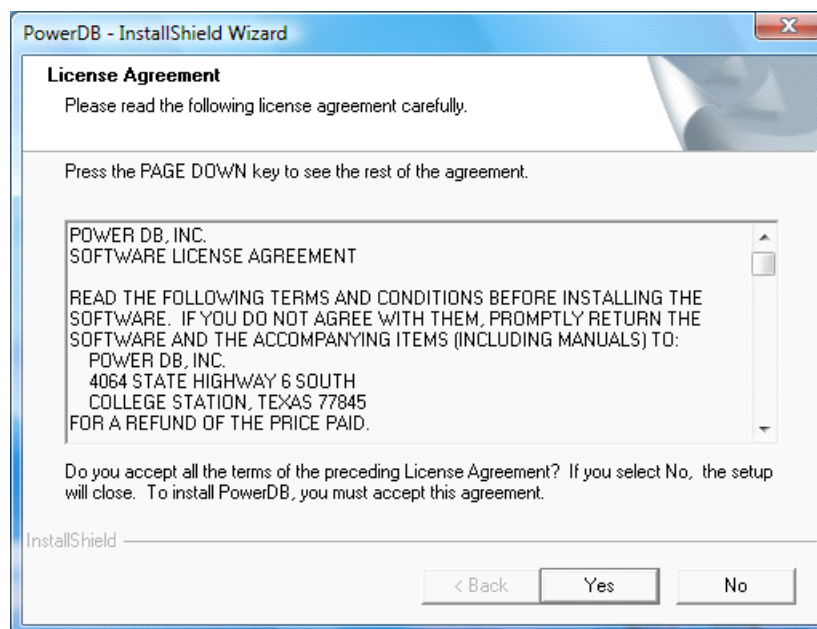 PowerDB - InstallShield Wizard
License Agreement
Please read the following license agreement carefully.
Press the PAGE DOWN key to see the rest of the agreement.
POWER DB, INC.
SOFTWARE LICENSE AGREEMENT
READ THE FOLLOWING TERMS AND CONDITIONS BEFORE INSTALLING THE
SOFTWARE.  IF YOU DO NOT AGREE WITH THEM, PROMPTLY RETURN THE
SOFTWARE AND THE ACCOMPANYING ITEMS (INCLUDING MANUALS) TO:
POWER DB, INC.
4064 STATE HIGHWAY 6 SOUTH
COLLEGE STATION, TEXAS 77845
FOR A REFUND OF THE PRICE PAID.
Do you accept all the terms of the preceding License Agreement?  If you select No,  the setup
will close.  To install PowerDB, you must accept this agreement.
InstallShield
< Back
Yes
No